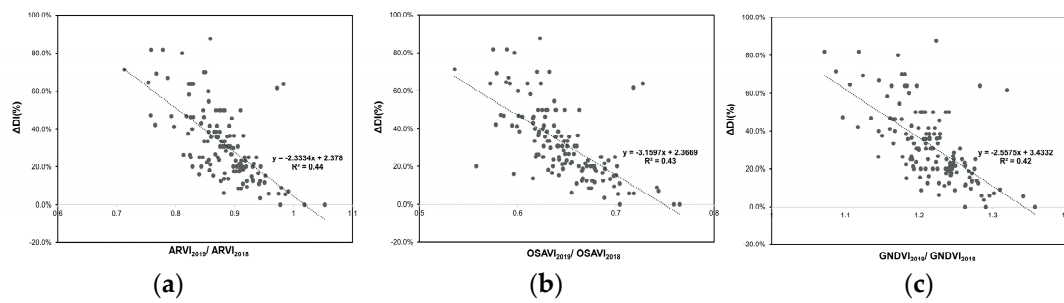 100.0%
80.0%
60.0%
40.0%
20.0%
0.0%
-20.0%
ΔDI(%)
0.6 0.7 0.8 0.9 1 1.1
y = -2.3334x + 2.378
R² = 0.44
ARVI2019/ ARVI2018
(a)
100.0%
80.0%
60.0%
40.0%
20.0%
0.0%
-20.0%
ΔDI(%)
0.5 0.6 0.7 0.8
y = -3.1597x + 2.3669
R² = 0.43
OSAVI2019/ OSAVI2018
(b)
100.0%
80.0%
60.0%
40.0%
20.0%
0.0%
-20.0%
ΔDI(%)
1 1.1 1.2 1.3
y = -2.5575x + 3.4332
R² = 0.42
GNDVI2019/ GNDVI2018
(c)